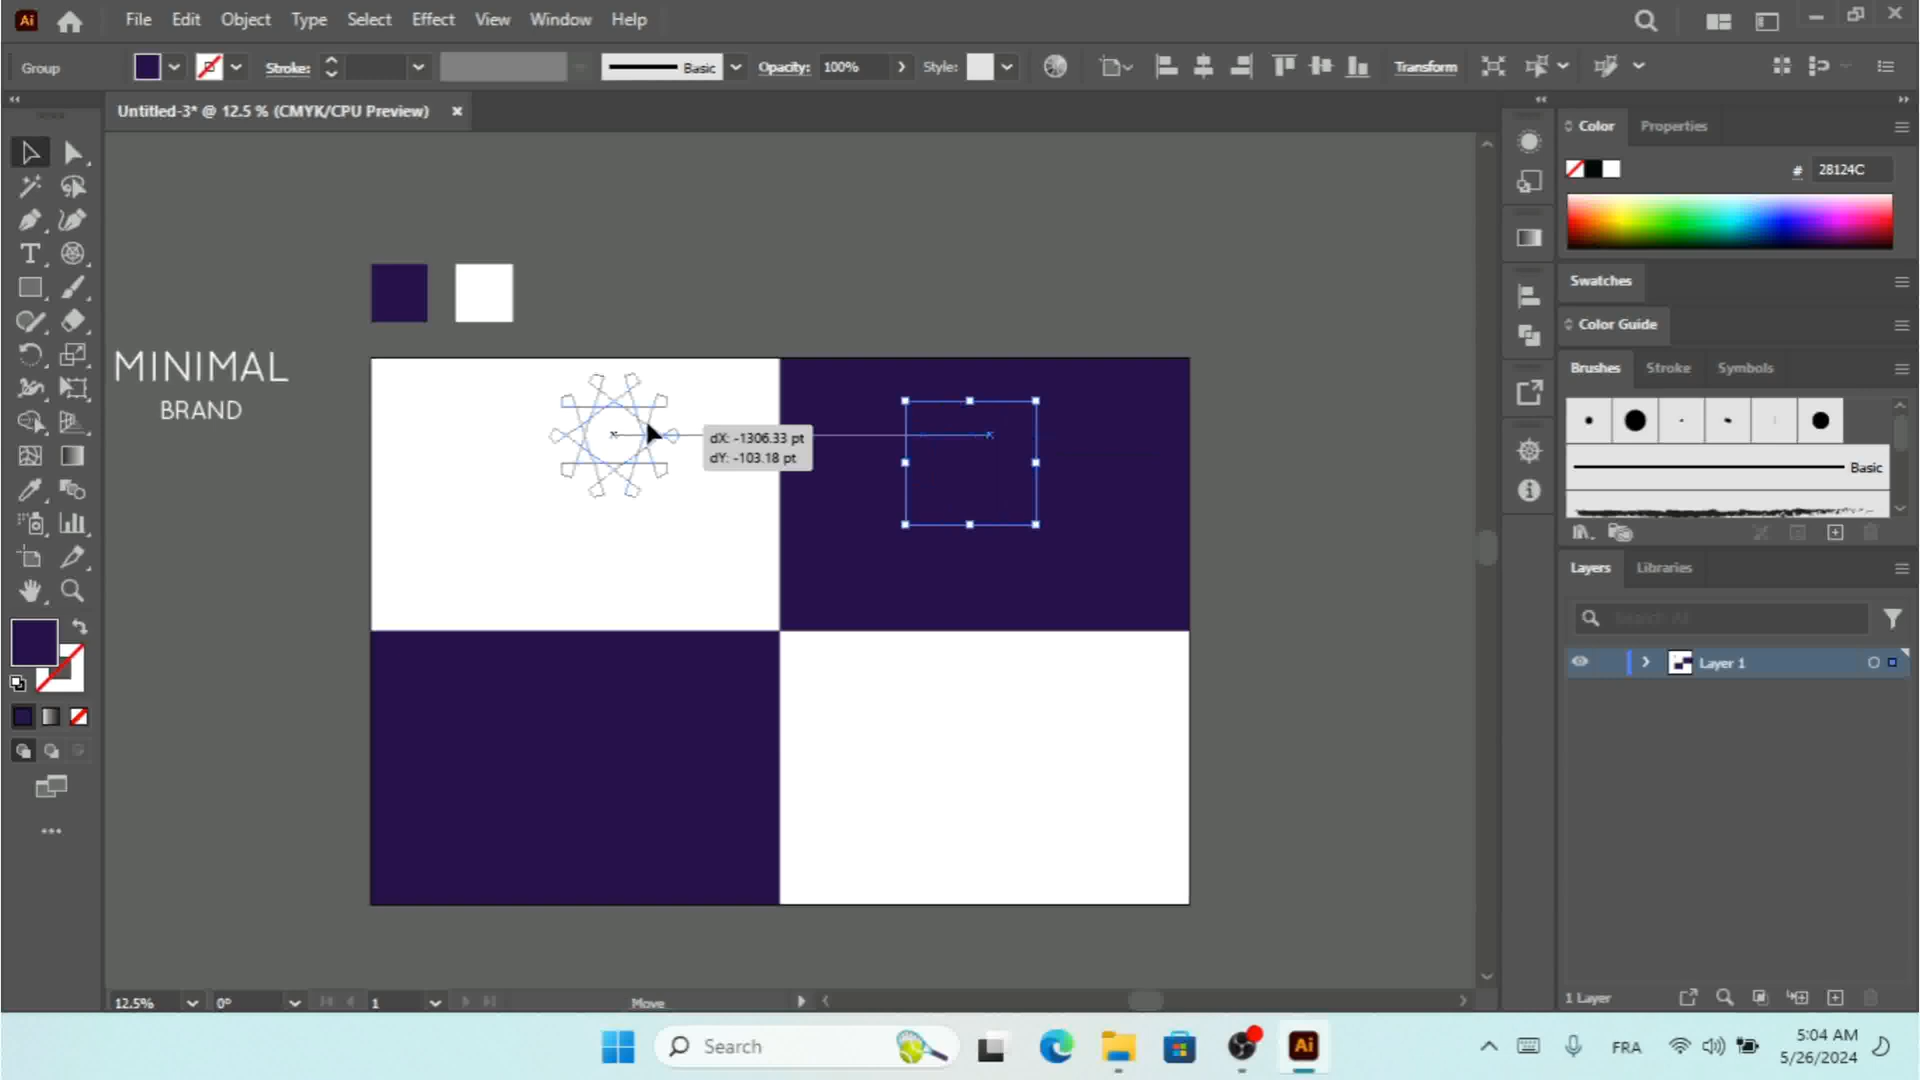 Ai File Edit Object Type Select Effect View Window Help
Group Stroke: Basic Opacity: 100% Style: Transform
Untitled-3* @ 12.5 % (CMYK/CPU Preview) ×
Color Properties
# 28124C
Swatches
Color Guide
MINIMAL
BRAND
Brushes Stroke Symbols
dX: -1306.33 pt
dY: -103.18 pt
Basic
Layers Libraries
Search All
Layer 1
12.5% 0° 1 Move
1 Layer
Search
Ai
FRA
5:04 AM
5/26/2024